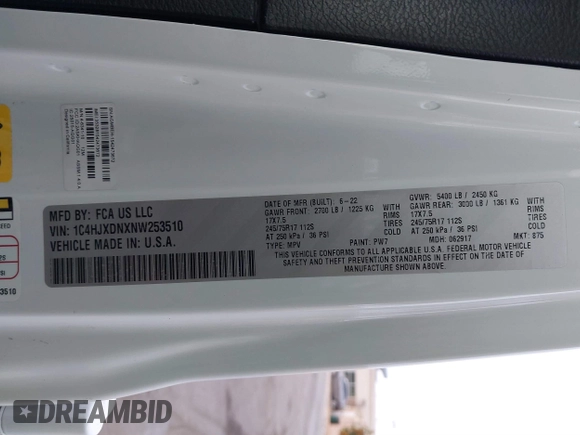 MFD BY: FCA US LLC
VIN: 1C4HJXDNXNW253510
VEHICLE MADE IN U.S.A.
DATE OF MFR (BUILT): 6-22
GVWR: 5400 LB / 2450 KG
GAWR FRONT: 2700 LB / 1225 KG WITH
17X7.5 TIRES
245/75R17 112S RIMS
AT 250 kPa / 36 PSI COLD
GAWR REAR: 3000 LB / 1361 KG WITH
17X7.5 TIRES
245/75R17 112S RIMS
AT 250 kPa / 36 PSI COLD
TYPE: MPV
PAINT: PW7
MDH: 062917
MKT: 875
THIS VEHICLE CONFORMS TO ALL APPLICABLE U.S.A. FEDERAL MOTOR VEHICLE
SAFETY AND THEFT PREVENTION STANDARDS IN EFFECT ON THE DATE OF
MANUFACTURE SHOWN ABOVE.
3510
DREAMBID